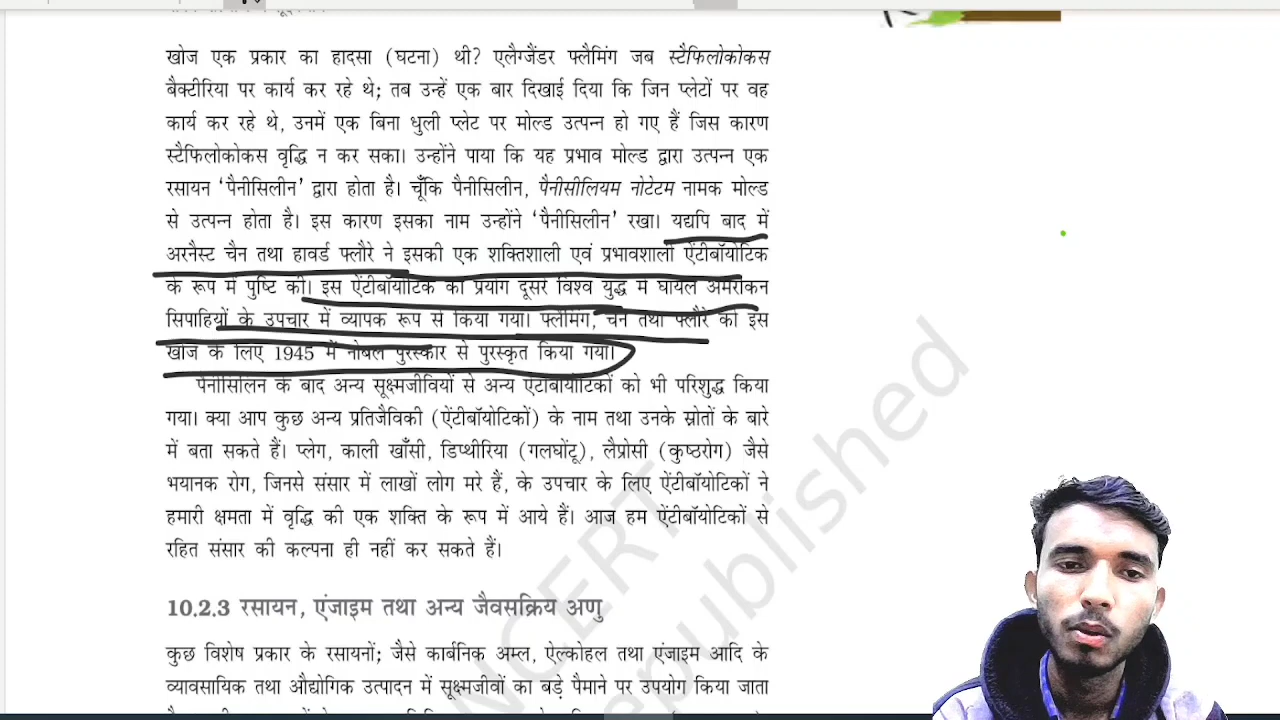 खोज एक प्रकार का हादसा (घटना) थी? एलैग्जैंडर फ्लैमिंग जब स्टैफिलोकोकस
बैक्टीरिया पर कार्य कर रहे थे; तब उन्हें एक बार दिखाई दिया कि जिन प्लेटों पर वह
कार्य कर रहे थे, उनमें एक बिना धुली प्लेट पर मोल्ड उत्पन्न हो गए हैं जिस कारण
स्टैफिलोकोकस वृद्धि न कर सका। उन्होंने पाया कि यह प्रभाव मोल्ड द्वारा उत्पन्न एक
रसायन ‘पैनीसिलीन’ द्वारा होता है। चूँकि पैनीसिलीन, पैनीसीलियम नोटेटम नामक मोल्ड
से उत्पन्न होता है। इस कारण इसका नाम उन्होंने ‘पैनीसिलीन’ रखा। यद्यपि बाद में
अरनैस्ट चैन तथा हावर्ड फ्लौरे ने इसकी एक शक्तिशाली एवं प्रभावशाली ऐंटीबॉयोटिक
के रूप में पुष्टि की। इस ऐंटीबॉयोटिक का प्रयोग दूसरे विश्व युद्ध में घायल अमरीकन
सिपाहियों के उपचार में व्यापक रूप से किया गया। फ्लैमिंग, चैन तथा फ्लौरे को इस
खोज के लिए 1945 में नोबल पुरस्कार से पुरस्कृत किया गया।
पैनीसिलिन के बाद अन्य सूक्ष्मजीवियों से अन्य ऐंटीबायोटिकों को भी परिशुद्ध किया
गया। क्या आप कुछ अन्य प्रतिजैविकी (ऐंटीबॉयोटिकों) के नाम तथा उनके स्रोतों के बारे
में बता सकते हैं। प्लेग, काली खाँसी, डिप्थीरिया (गलघोंटू), लैप्रोसी (कुष्ठरोग) जैसे
भयानक रोग, जिनसे संसार में लाखों लोग मरे हैं, के उपचार के लिए ऐंटीबॉयोटिकों ने
हमारी क्षमता में वृद्धि की एक शक्ति के रूप में आये हैं। आज हम ऐंटीबॉयोटिकों से
रहित संसार की कल्पना ही नहीं कर सकते हैं।
10.2.3 रसायन, एंजाइम तथा अन्य जैवसक्रिय अणु
कुछ विशेष प्रकार के रसायनों; जैसे कार्बनिक अम्ल, ऐल्कोहल तथा एंजाइम आदि के
व्यावसायिक तथा औद्योगिक उत्पादन में सूक्ष्मजीवों का बड़े पैमाने पर उपयोग किया जाता
NCERT
republished